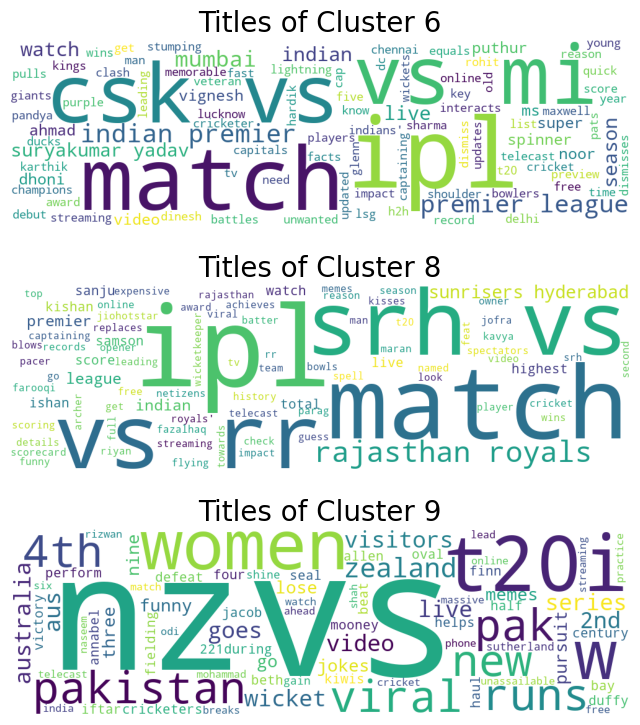 Titles of Cluster 6
watch wins get stumping mumbai indian chennai equals puthur young
kings man lightning dc rohit reason
pulls clash memorable fast cap wickets online old quick
giants purple leading veteran vignesh hardik five key interacts score
pandya lucknow cricketer know live ms maxwell year
ahmad indian premier players indians list super pats
ducks suryakumar yadav capitals facts sharma dismiss updates spinner season
csk vs vs mi
match ipl
karthik tv need glenn captaining t20 telecast noor cricket dismisses
dhoni updated preview
champions award impact shoulder bowlers free time
debut streaming video dinesh battles unwanted lsg h2h premier league
record delhi
Titles of Cluster 8
top sanju expensive rajasthan watch memes season sunrisers hyderabad
online award achieves reason kisses owner
kishan jiohotstar viral man t20 jofra
premier replaces batter feat kavya
captaining samson wicketkeeper spectators
blows records opener rr maran video srh second
pacer score leading tv team live named highest
ipl srh vs
match
go league bowls spell look
farooqi free netizens history player cricket
ishan get indian total parag wins
archer full royals' telecast
scoring fazalhaq streaming check guess
details riyan towards impact
scorecard funny flying
vs rr rajasthan royals
Titles of Cluster 9
4th rizwan nine women visitors allen oval t20i lead online streaming practice
perform zealand finn
australia six defeat four shine seal lose beat memes series
victory aus match watch ahead half
naseem annabel three funny jacob live massive pak 2nd
odi goes mooney helps century
nz vs
fielding video shah phone sutherland pursuit w
telecast 221 during go jokes new
mohammad beth gain kiwis unavailable bay
pakistan wicket viral haul runs
india iftar cricketers breaks cricket duffy
free